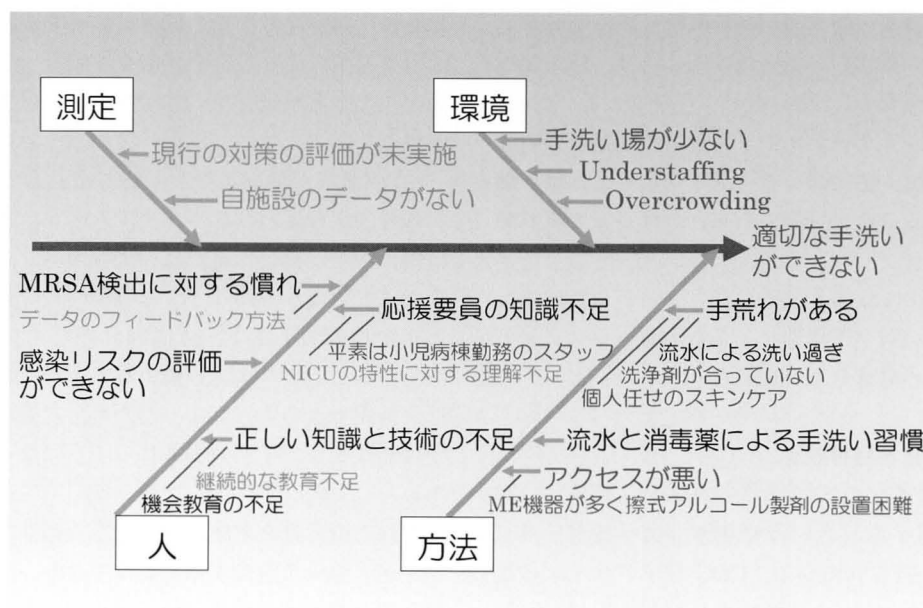 測定
環境
現行の対策の評価が未実施
自施設のデータがない
手洗い場が少ない
Understaffing
Overcrowding
適切な手洗い
ができない
MRSA検出に対する慣れ
データのフィードバック方法
感染リスクの評価
ができない
応援要員の知識不足
平素は小児病棟勤務のスタッフ
NICUの特性に対する理解不足
正しい知識と技術の不足
継続的な教育不足
機会教育の不足
人
手荒れがある
流水による洗い過ぎ
洗浄剤が合っていない
個人任せのスキンケア
流水と消毒薬による手洗い習慣
アクセスが悪い
ME機器が多く擦式アルコール製剤の設置困難
方法